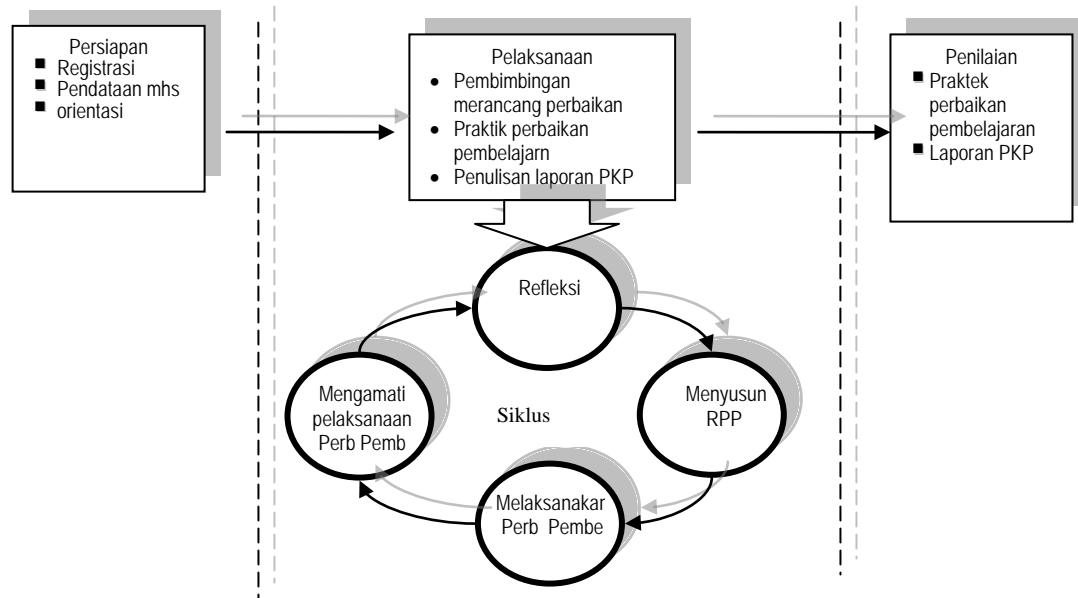 Persiapan
Registrasi
Pendataan mhs
orientasi
Pelaksanaan
Pembimbingan
merancang perbaikan
Praktik perbaikan
pembelajarn
Penulisan laporan PKP
Penilaian
Praktek
perbaikan
pembelajaran
Laporan PKP
Refleksi
Menyusun
RPP
Melaksanakar
Perb Pembe
Mengamati
pelaksanaan
Perb Pemb
Siklus